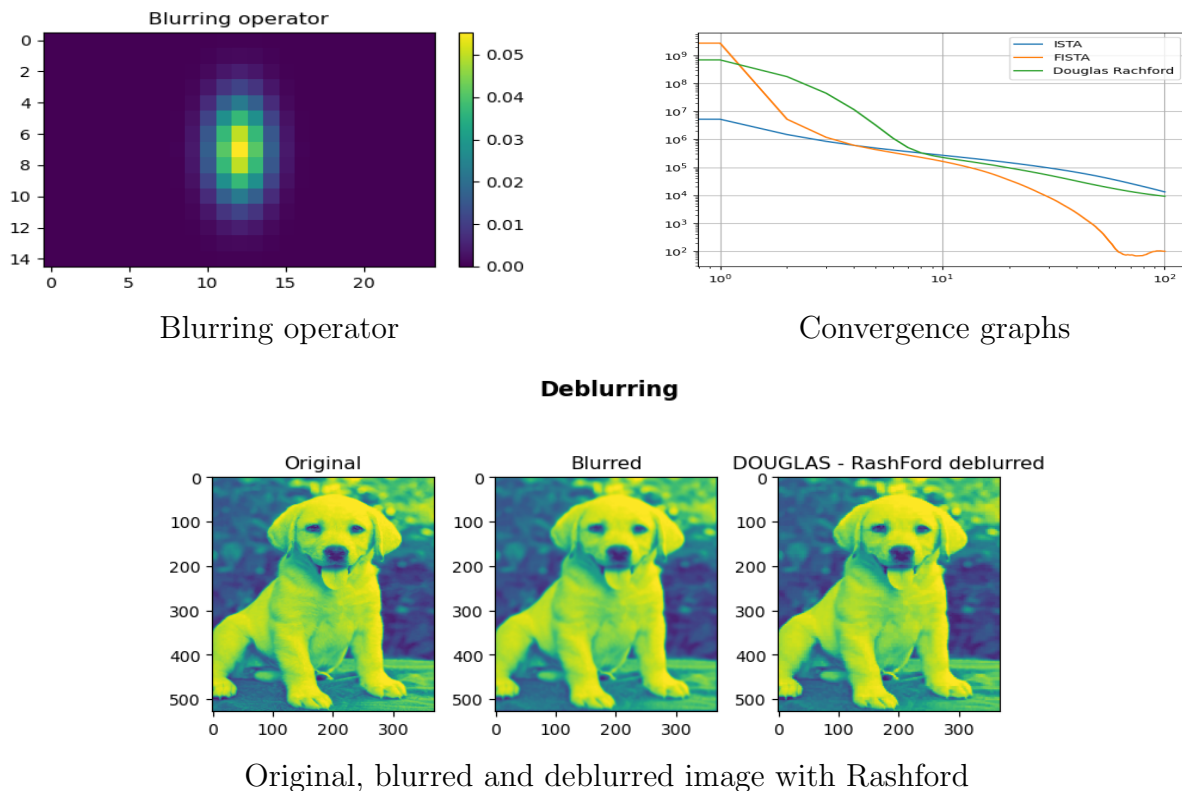 Blurring operator
0
2
4
6
8
10
12
14
0 5 10 15 20
0.05
0.04
0.03
0.02
0.01
0.00
Blurring operator
ISTA
FISTA
Douglas Rachford
10⁹
10⁸
10⁷
10⁶
10⁵
10⁴
10³
10²
10⁰ 10¹ 10²
Convergence graphs
Deblurring
Original
0
100
200
300
400
500
0 100 200 300
Blurred
0
100
200
300
400
500
0 100 200 300
DOUGLAS - RashFord deblurred
0
100
200
300
400
500
0 100 200 300
Original, blurred and deblurred image with Rashford